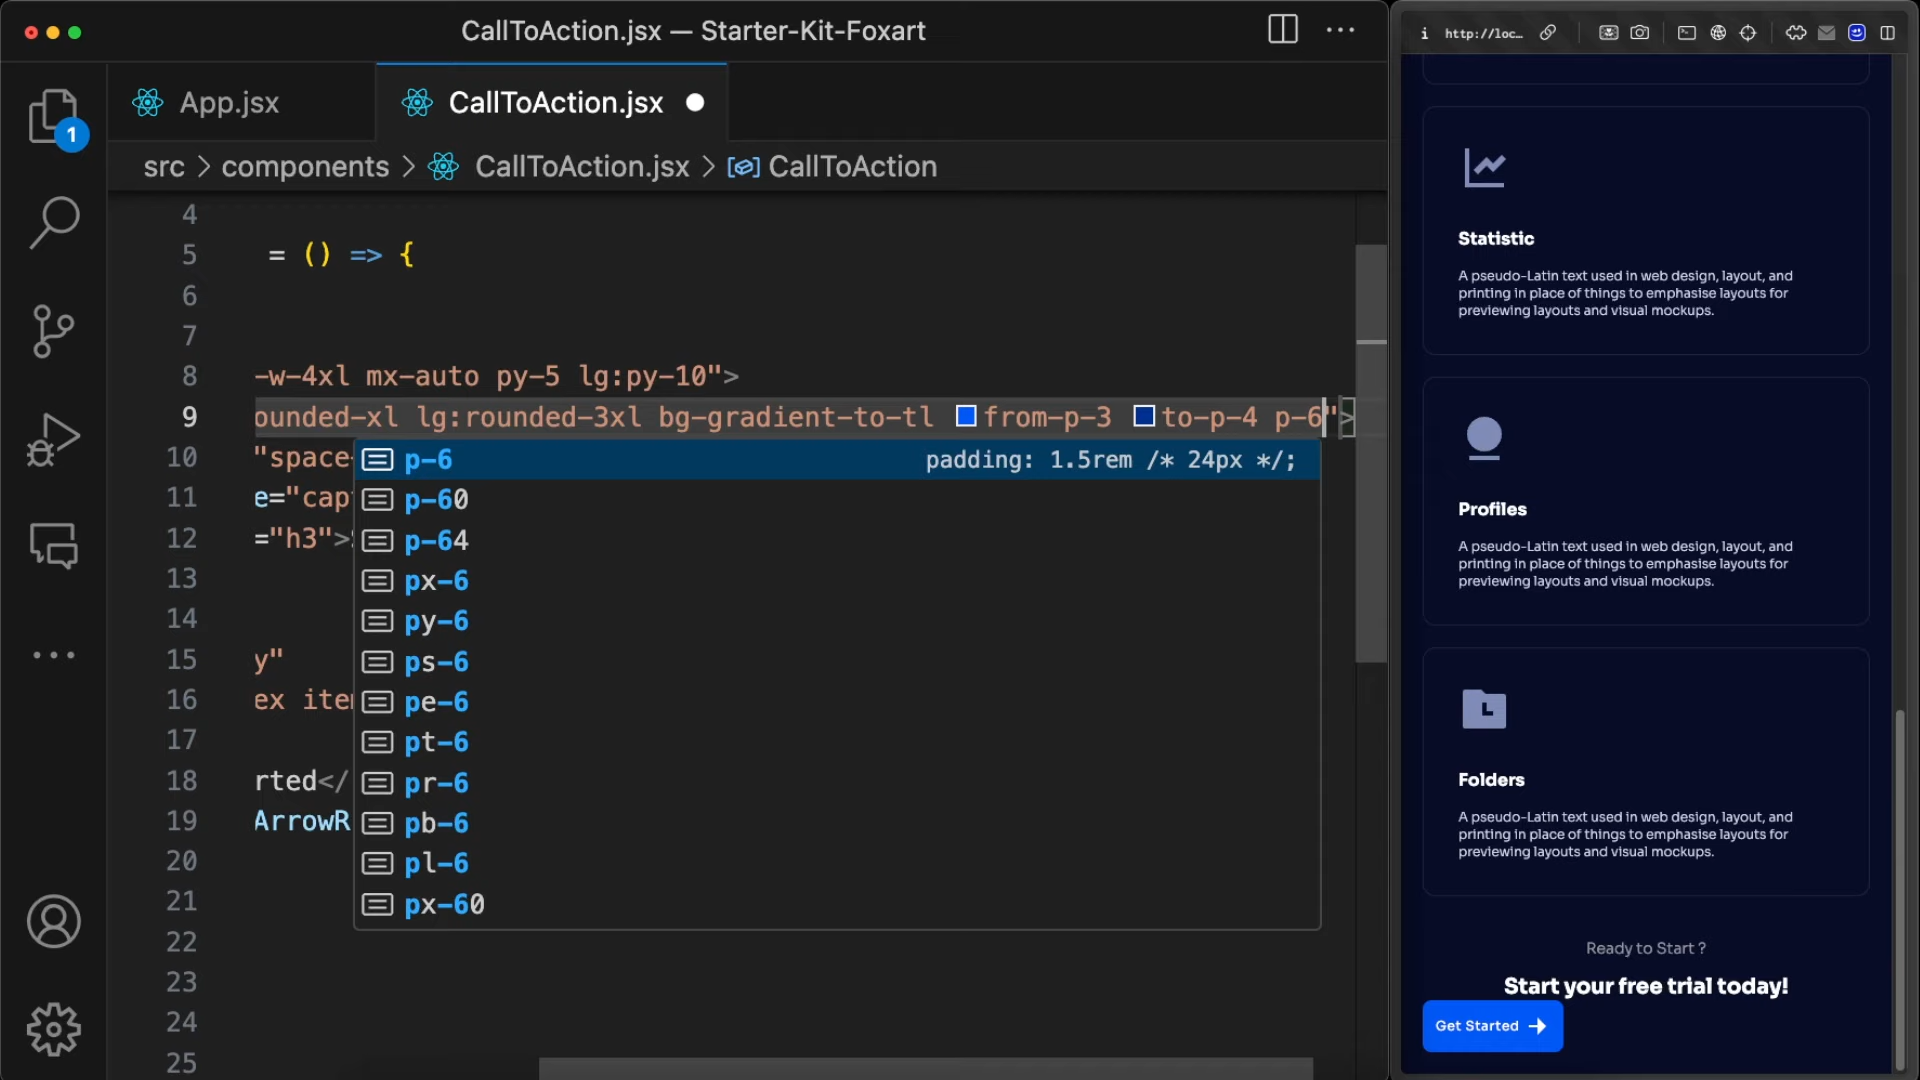 CallToAction.jsx — Starter-Kit-Foxart
App.jsx
CallToAction.jsx
1
src > components > CallToAction.jsx > CallToAction
4
5 = () => {
6
7
8 -w-4xl mx-auto py-5 lg:py-10">
9 ounded-xl lg:rounded-3xl bg-gradient-to-tl from-p-3 to-p-4 p-6">
10 "space-
11 e="cap
12 ="h3">
13
14
15 y"
16 ex ite
17
18 rted</
19 ArrowR
20
21
22
23
24
25
p-6 padding: 1.5rem /* 24px */;
p-60
p-64
px-6
py-6
ps-6
pe-6
pt-6
pr-6
pb-6
pl-6
px-60
http://loc...
Statistic
A pseudo-Latin text used in web design, layout, and
printing in place of things to emphasise layouts for
previewing layouts and visual mockups.
Profiles
A pseudo-Latin text used in web design, layout, and
printing in place of things to emphasise layouts for
previewing layouts and visual mockups.
Folders
A pseudo-Latin text used in web design, layout, and
printing in place of things to emphasise layouts for
previewing layouts and visual mockups.
Ready to Start ?
Start your free trial today!
Get Started